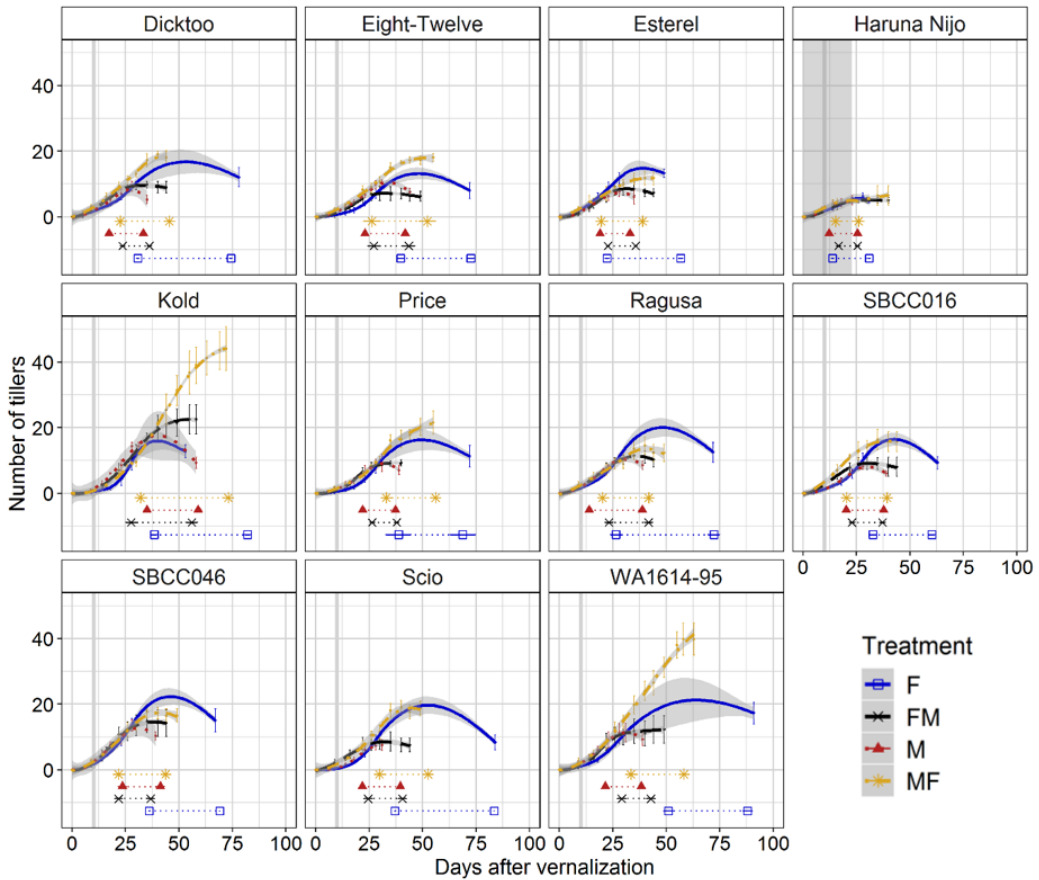 Dicktoo Eight-Twelve Esterel Haruna Nijo
40
20
0
Kold Price Ragusa SBCC016
40
20
0
0 25 50 75 100
SBCC046 Scio WA1614-95
40
20
0
0 25 50 75 100 0 25 50 75 100 0 25 50 75 100
Number of tillers
Days after vernalization
Treatment
F
FM
M
MF